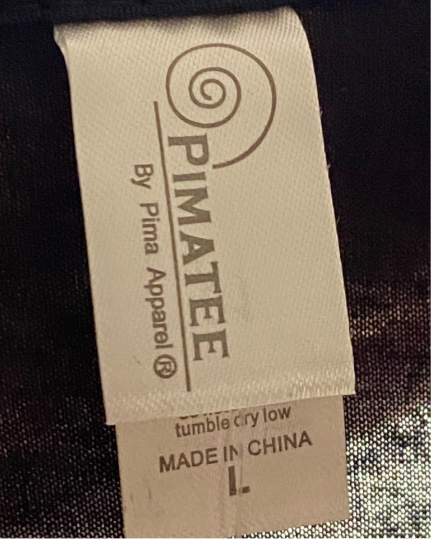 PIMATEE
By Pima Apparel ®
tumble dry low
MADE IN CHINA
L